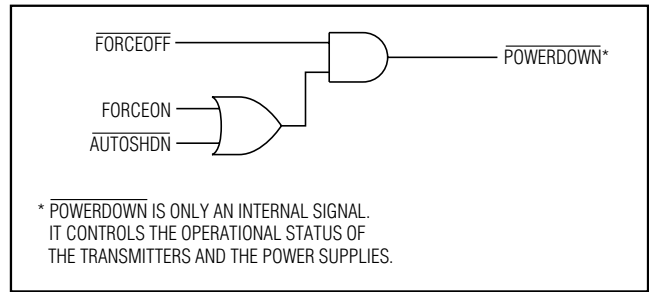 FORCEOFF
POWERDOWN*
FORCEON
AUTOSHDN
* POWERDOWN IS ONLY AN INTERNAL SIGNAL.
IT CONTROLS THE OPERATIONAL STATUS OF
THE TRANSMITTERS AND THE POWER SUPPLIES.